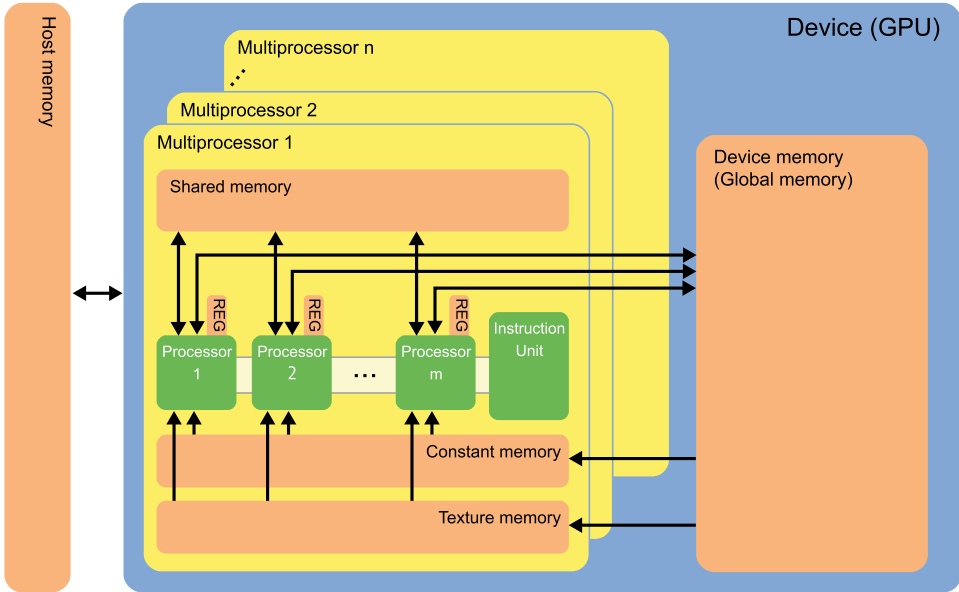 Host memory
Device (GPU)
Multiprocessor n
Multiprocessor 2
Multiprocessor 1
Shared memory
Device memory
(Global memory)
REG
REG
REG
Processor
1
Processor
2
...
Processor
m
Instruction
Unit
Constant memory
Texture memory